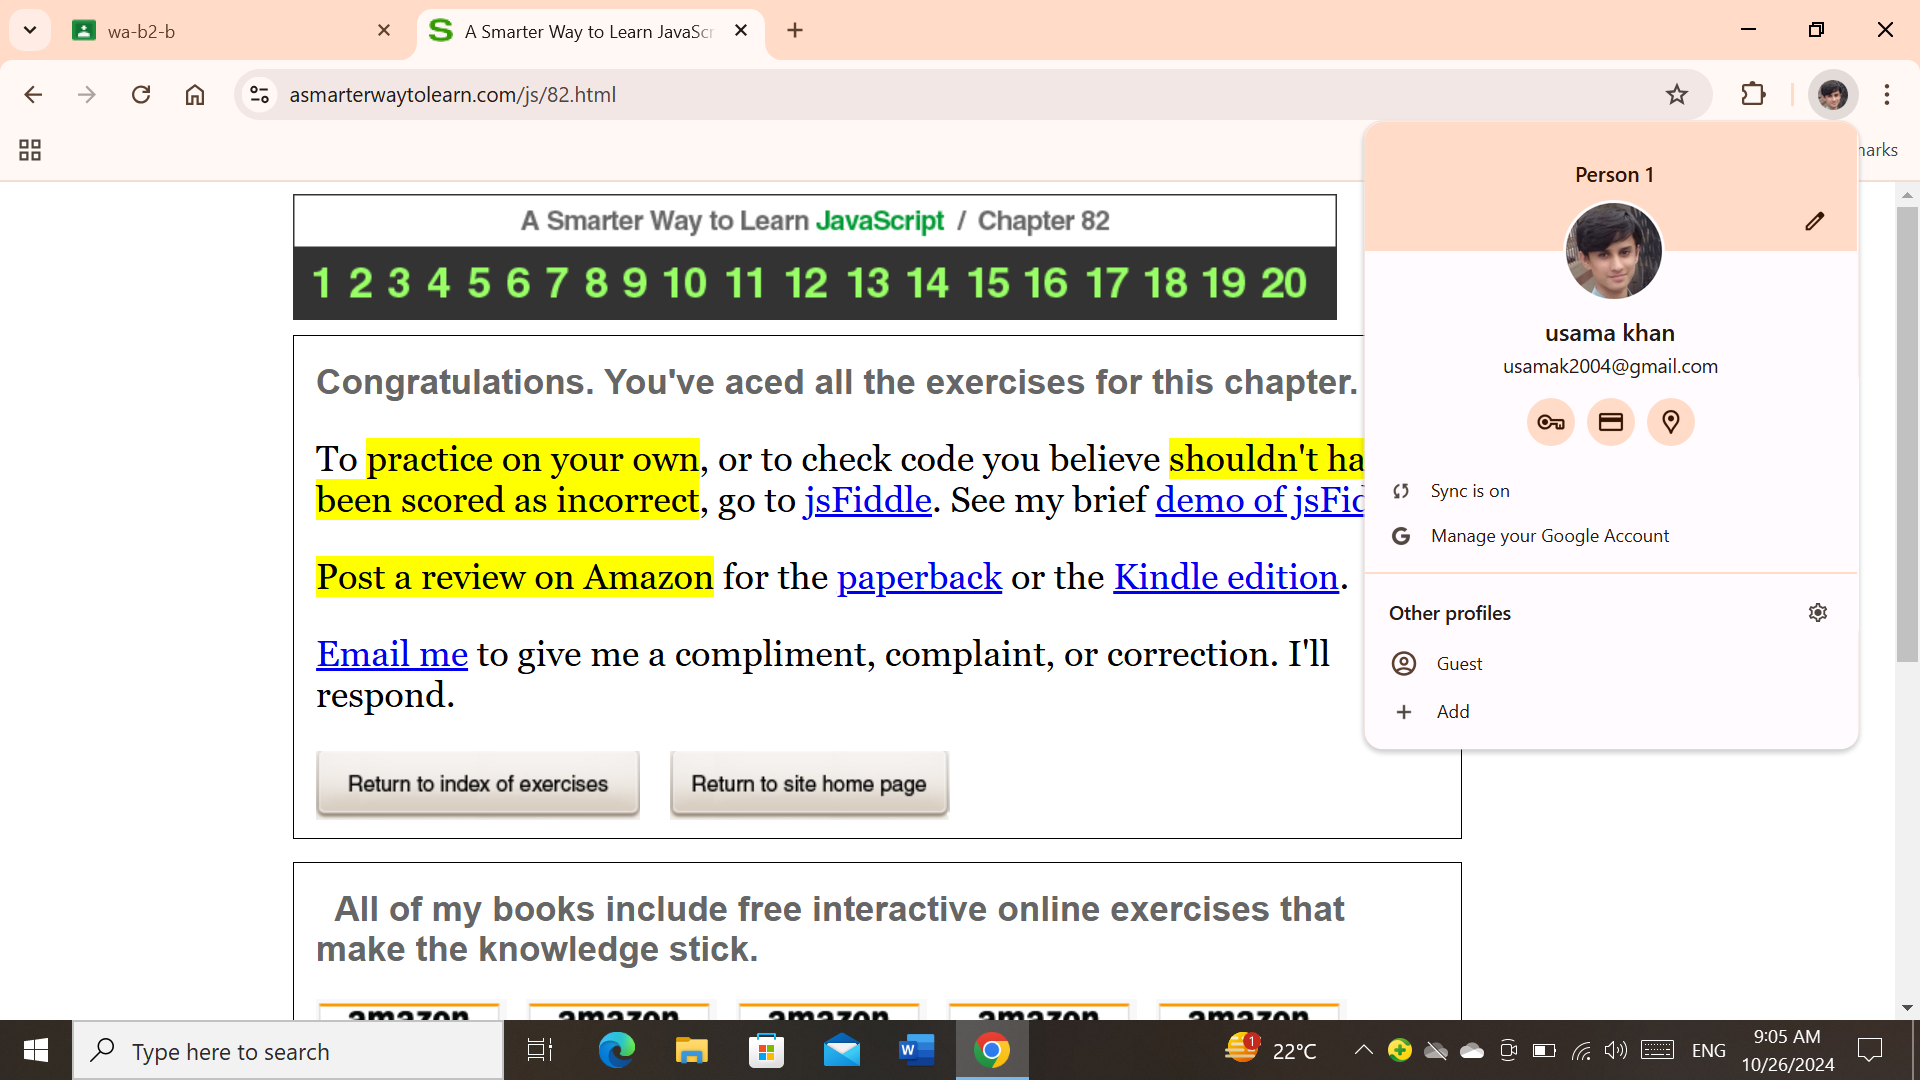 wa-b2-b
A Smarter Way to Learn JavaScr
asmarterwaytolearn.com/js/82.html
A Smarter Way to Learn JavaScript / Chapter 82
1 2 3 4 5 6 7 8 9 10 11 12 13 14 15 16 17 18 19 20
Congratulations. You've aced all the exercises for this chapter.
To practice on your own, or to check code you believe shouldn't ha
been scored as incorrect, go to jsFiddle. See my brief demo of jsFid
Post a review on Amazon for the paperback or the Kindle edition.
Email me to give me a compliment, complaint, or correction. I'll
respond.
Return to index of exercises Return to site home page
All of my books include free interactive online exercises that
make the knowledge stick.
amazon amazon amazon amazon amazon
Person 1
usama khan
usamak2004@gmail.com
Sync is on
Manage your Google Account
Other profiles
Guest
Add
Type here to search
1
22°C
ENG
9:05 AM
10/26/2024